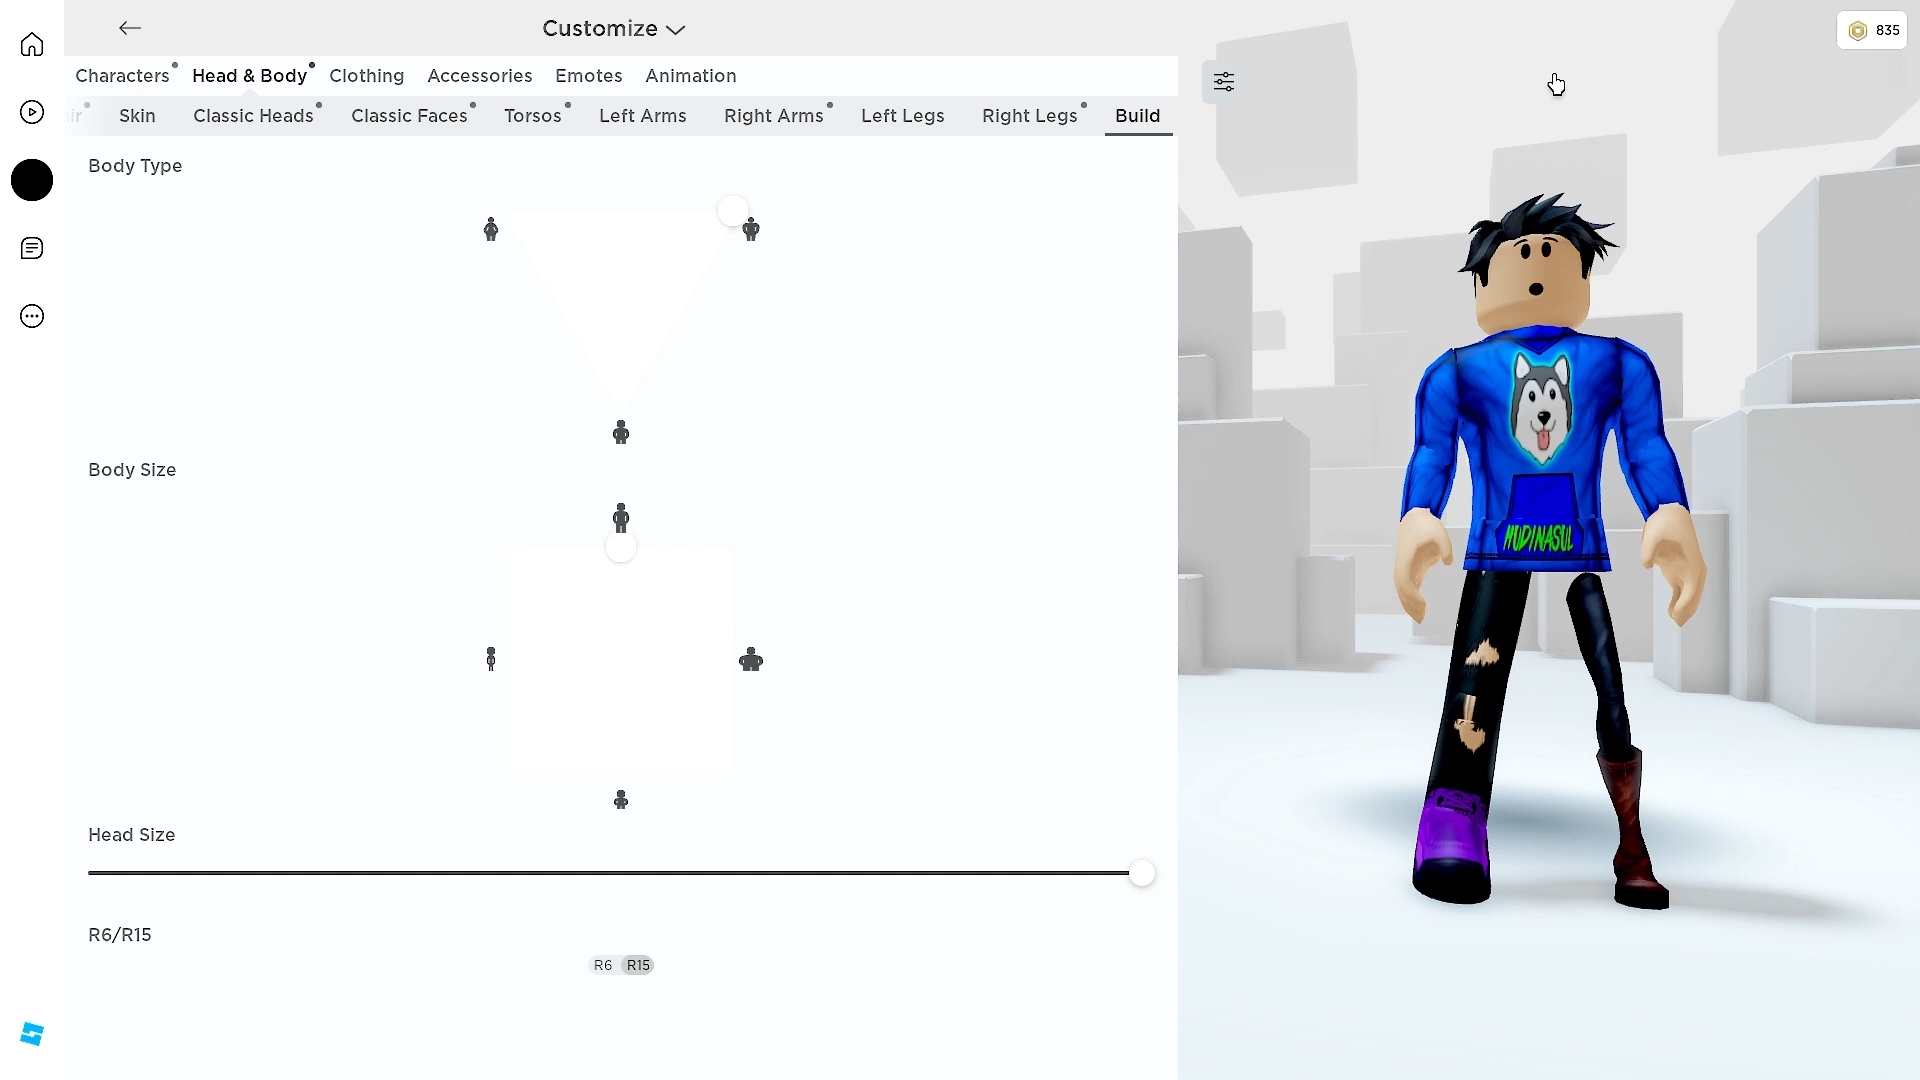 Customize
835
Characters Head & Body Clothing Accessories Emotes Animation
Skin Classic Heads Classic Faces Torsos Left Arms Right Arms Left Legs Right Legs Build
Body Type
Body Size
Head Size
R6/R15
R6 R15
MUDINASUL